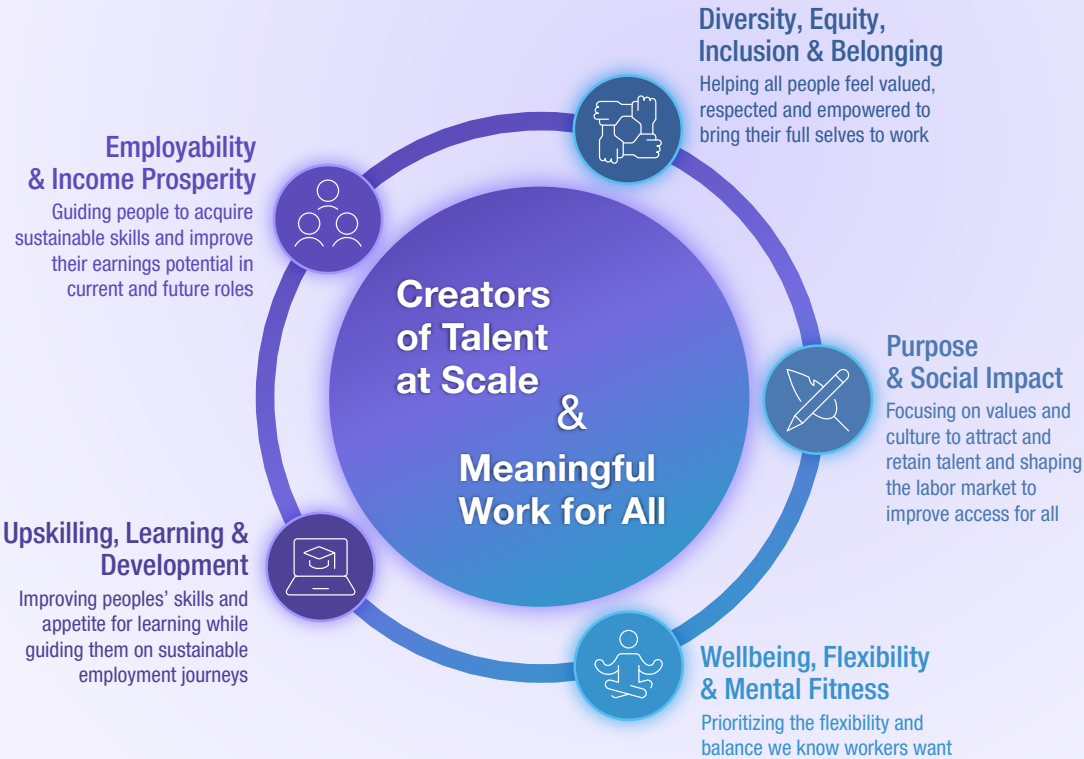 Diversity, Equity,
Inclusion & Belonging
Helping all people feel valued,
respected and empowered to
bring their full selves to work
Employability
& Income Prosperity
Guiding people to acquire
sustainable skills and improve
their earnings potential in
current and future roles
Creators
of Talent
at Scale
&
Meaningful
Work for All
Purpose
& Social Impact
Focusing on values and
culture to attract and
retain talent and shaping
the labor market to
improve access for all
Upskilling, Learning &
Development
Improving peoples’ skills and
appetite for learning while
guiding them on sustainable
employment journeys
Wellbeing, Flexibility
& Mental Fitness
Prioritizing the flexibility and
balance we know workers want